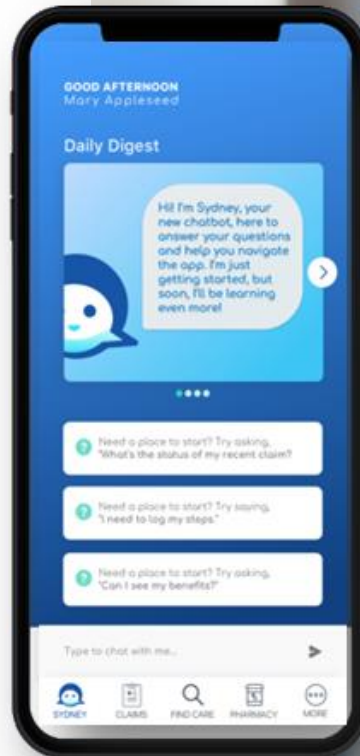 GOOD AFTERNOON
Mary Appleseed
Daily Digest
Hi! I'm Sydney, your
new chatbot, here to
answer your questions
and help you navigate
the app. I'm just
getting started, but
soon, I'll be learning
even more!
Need a place to start? Try asking,
"What's the status of my recent claim?
Need a place to start? Try saying,
"I need to log my steps."
Need a place to start? Try asking,
"Can I see my benefits?"
Type to chat with me...
SYDNEY
CLAIMS
FIND CARE
PHARMACY
MORE